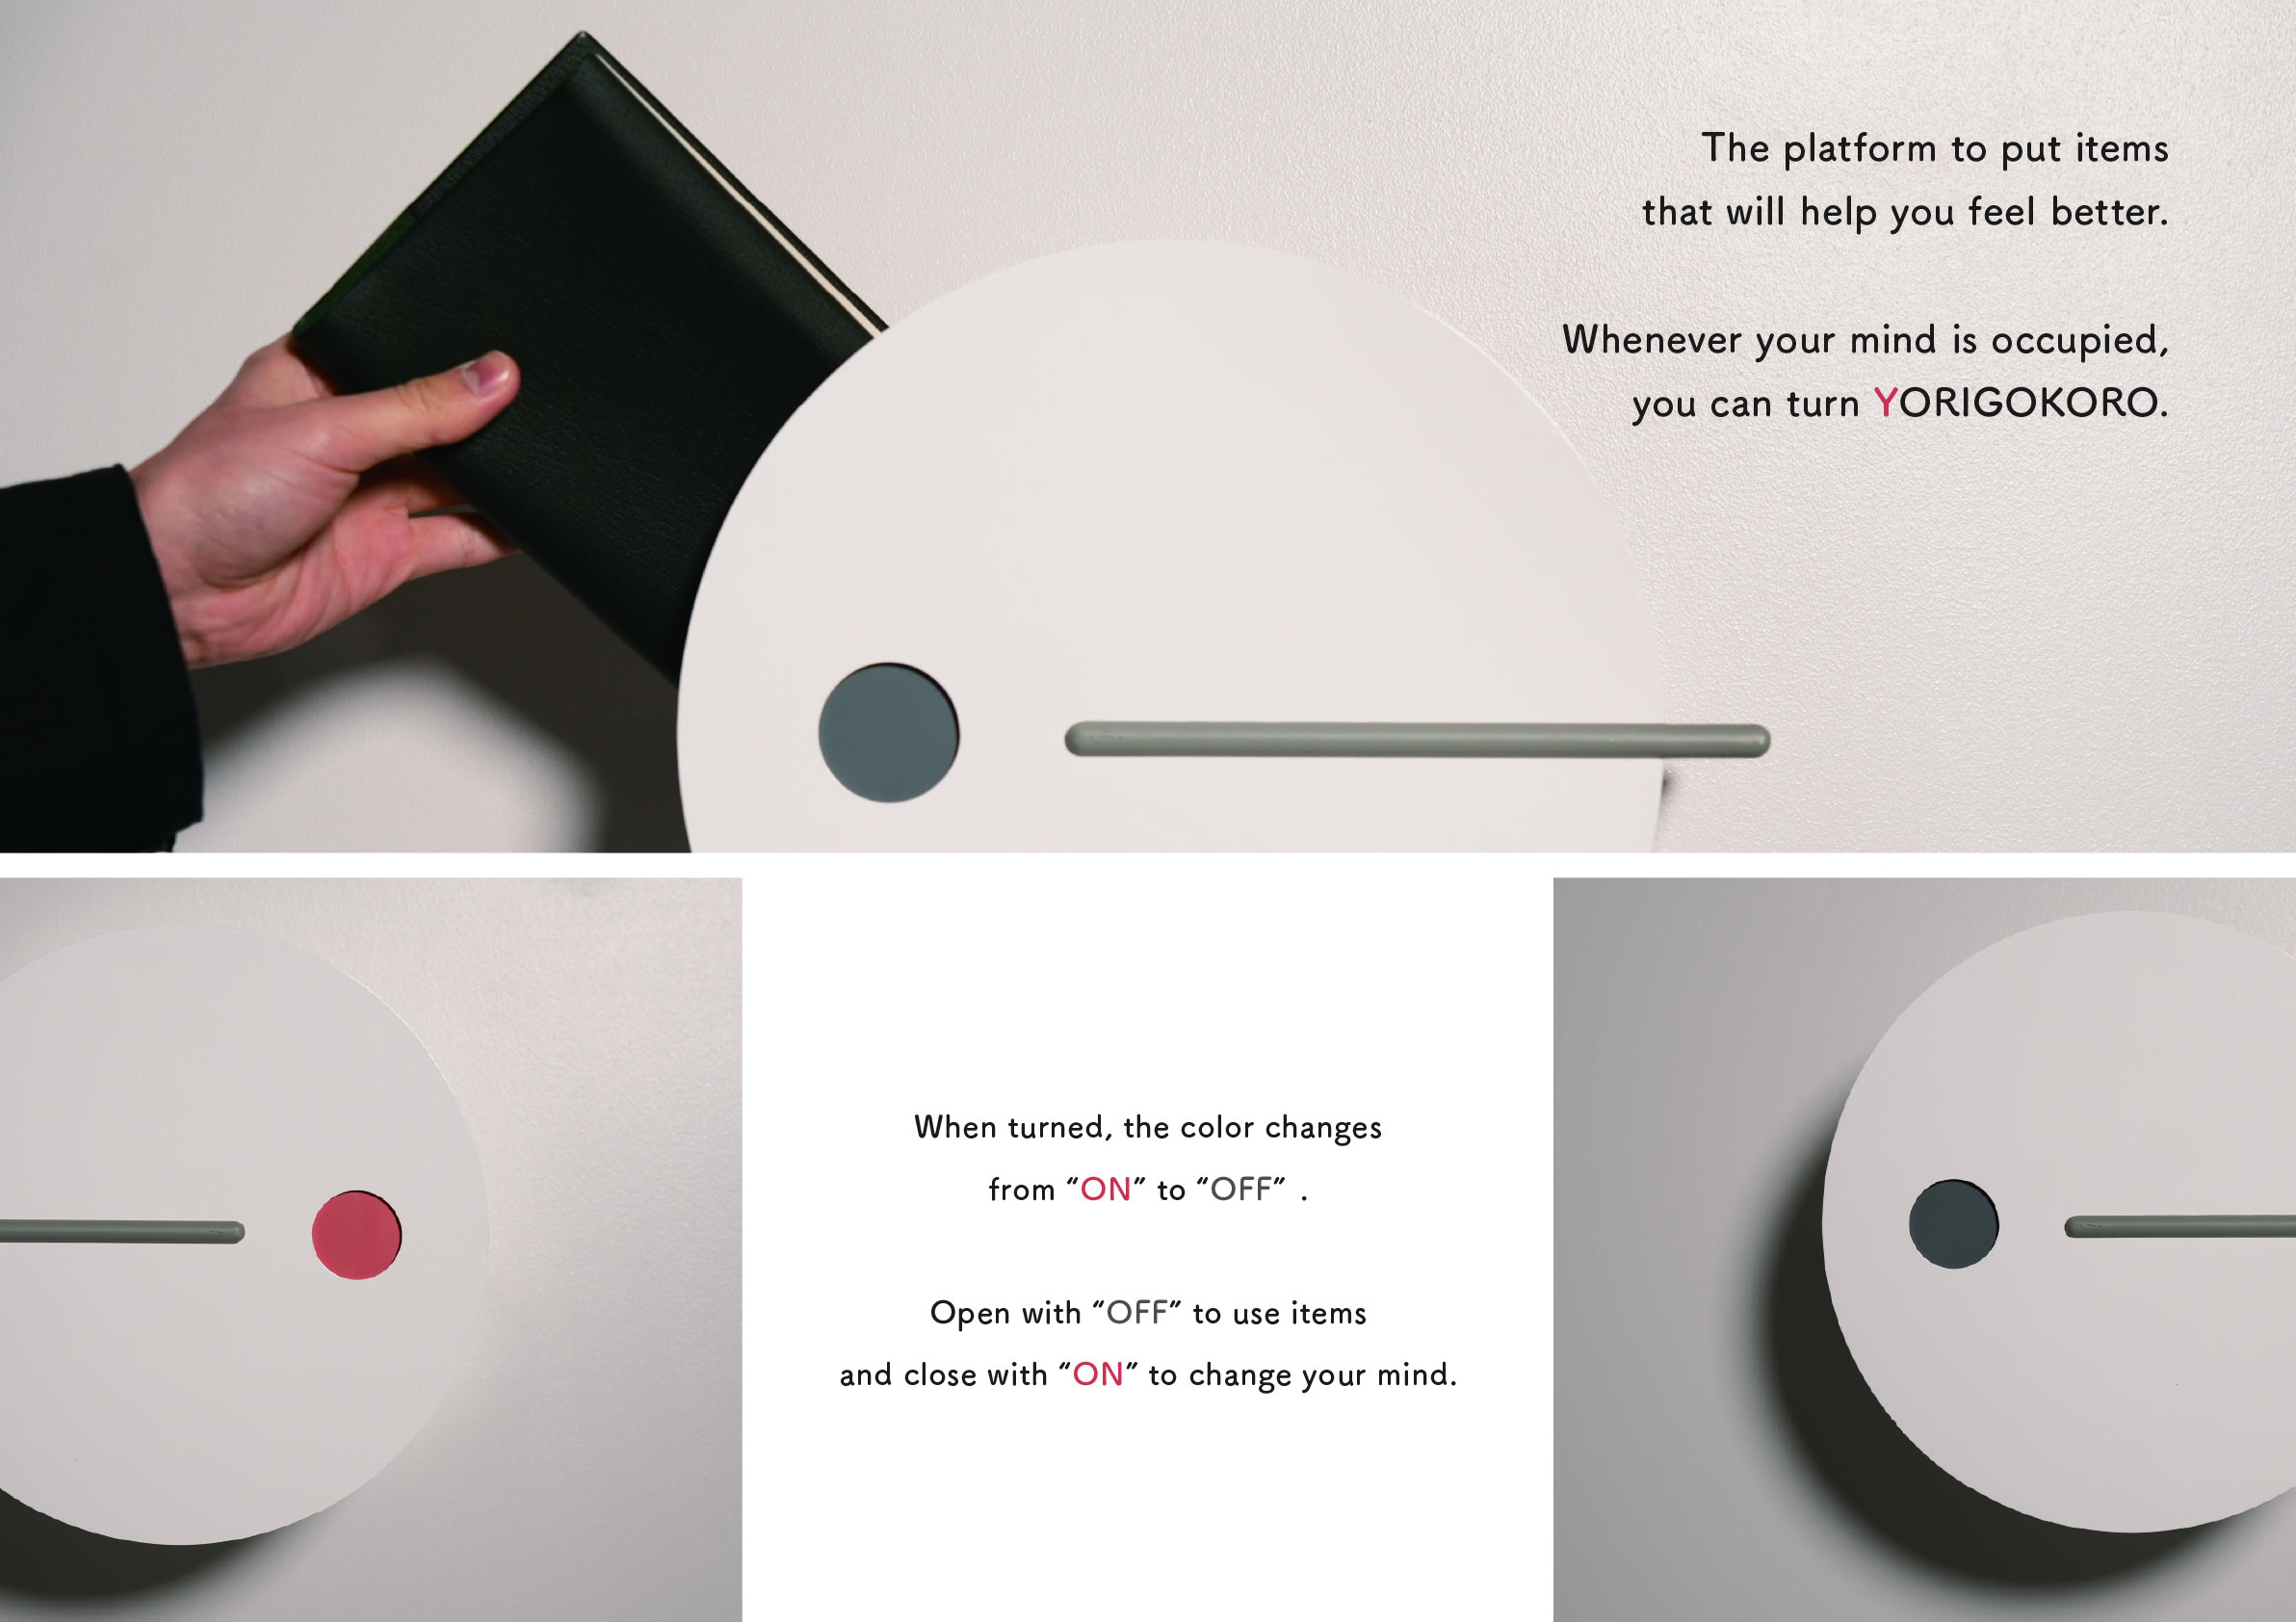 The platform to put items
that will help you feel better.
Whenever your mind is occupied,
you can turn YORIGOKORO.
When turned, the color changes
from “ON” to “OFF” .
Open with “OFF” to use items
and close with “ON” to change your mind.